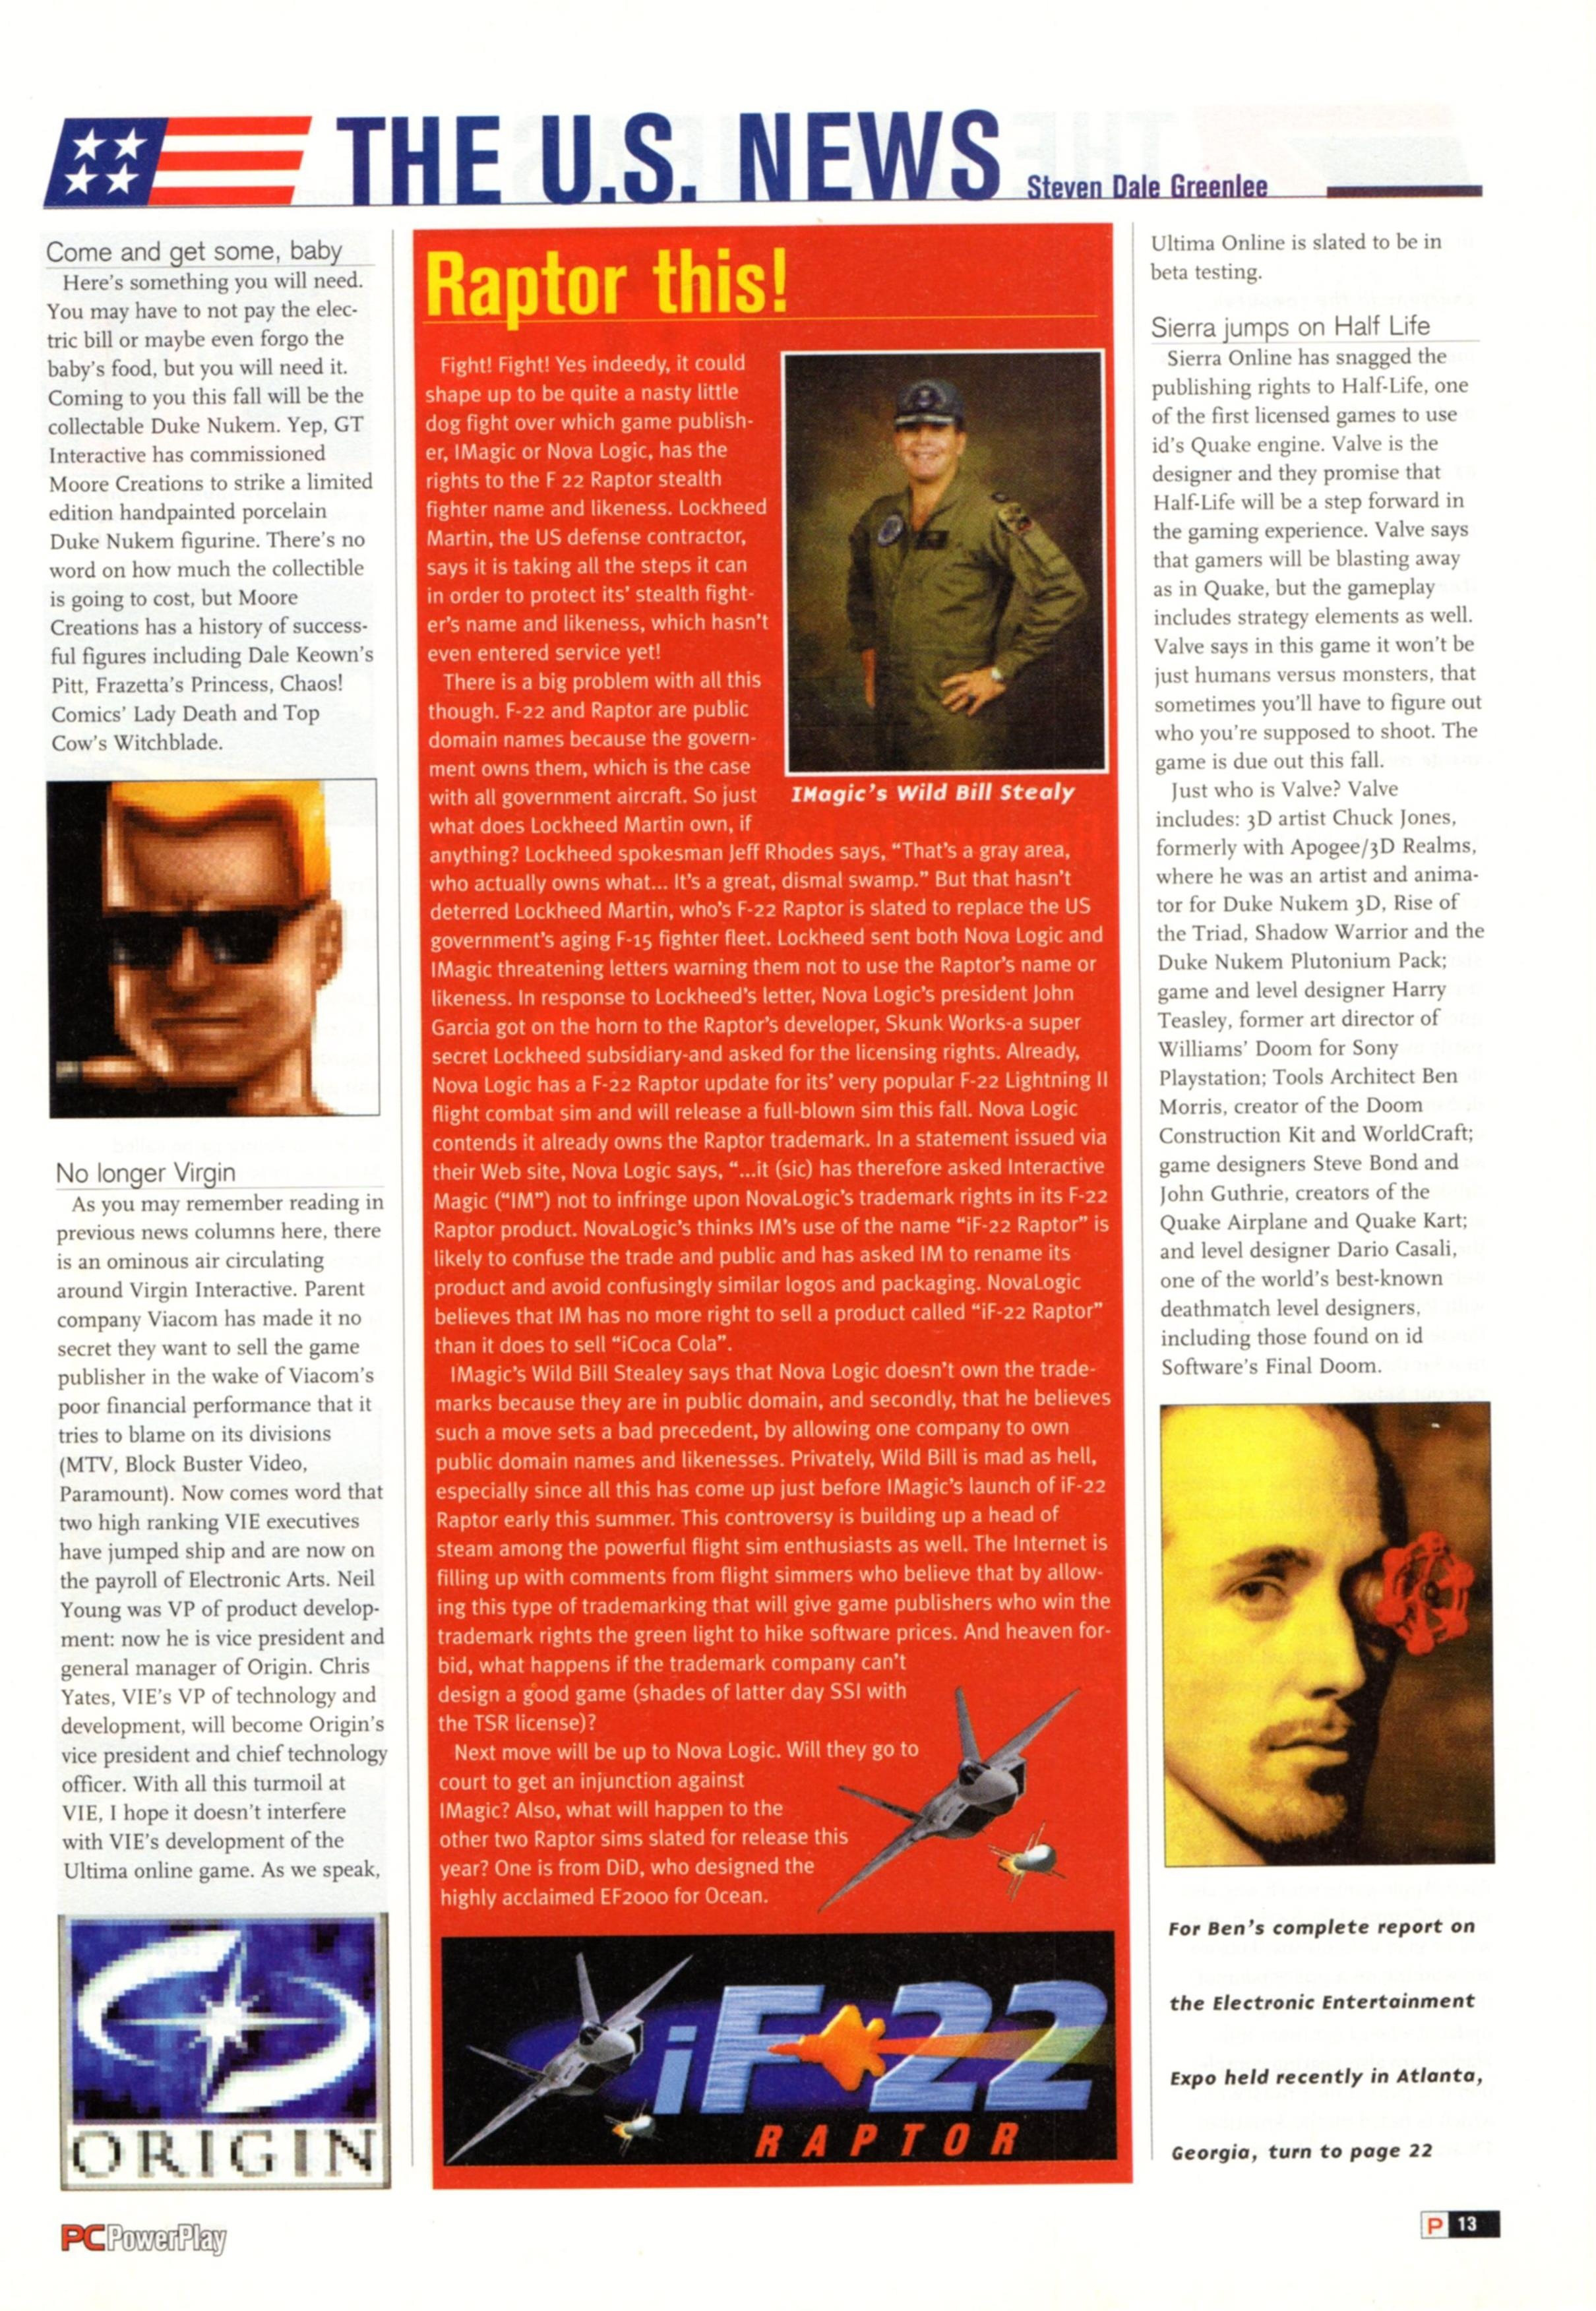 THE U.S. NEWS
Steven Dale Greenlee
Come and get some, baby
Here's something you will need.
You may have to not pay the elec-
tric bill or maybe even forgo the
baby's food, but you will need it.
Coming to you this fall will be the
collectable Duke Nukem. Yep, GT
Interactive has commissioned
Moore Creations to strike a limited
edition handpainted porcelain
Duke Nukem figurine. There's no
word on how much the collectible
is going to cost, but Moore
Creations has a history of success-
ful figures including Dale Keown's
Pitt, Frazetta's Princess, Chaos!
Comics' Lady Death and Top
Cow's Witchblade.
No longer Virgin
As you may remember reading in
previous news columns here, there
is an ominous air circulating
around Virgin Interactive. Parent
company Viacom has made it no
secret they want to sell the game
publisher in the wake of Viacom's
poor financial performance that it
tries to blame on its divisions
(MTV, Block Buster Video,
Paramount). Now comes word that
two high ranking VIE executives
have jumped ship and are now on
the payroll of Electronic Arts. Neil
Young was VP of product develop-
ment: now he is vice president and
general manager of Origin. Chris
Yates, VIE's VP of technology and
development, will become Origin's
vice president and chief technology
officer. With all this turmoil at
VIE, I hope it doesn't interfere
with VIE's development of the
Ultima online game. As we speak,
ORIGIN
Raptor this!
Fight! Fight! Yes indeedy, it could
shape up to be quite a nasty little
dog fight over which game publish-
er, IMagic or Nova Logic, has the
rights to the F 22 Raptor stealth
fighter name and likeness. Lockheed
Martin, the US defense contractor,
says it is taking all the steps it can
in order to protect its' stealth fight-
er's name and likeness, which hasn't
even entered service yet!
There is a big problem with all this
though. F-22 and Raptor are public
domain names because the govern-
ment owns them, which is the case
with all government aircraft. So just
what does Lockheed Martin own, if
anything? Lockheed spokesman Jeff Rhodes says, “That's a gray area,
who actually owns what... It's a great, dismal swamp.” But that hasn't
deterred Lockheed Martin, who's F-22 Raptor is slated to replace the US
government's aging F-15 fighter fleet. Lockheed sent both Nova Logic and
IMagic threatening letters warning them not to use the Raptor's name or
likeness. In response to Lockheed's letter, Nova Logic's president John
Garcia got on the horn to the Raptor's developer, Skunk Works-a super
secret Lockheed subsidiary-and asked for the licensing rights. Already,
Nova Logic has a F-22 Raptor update for its' very popular F-22 Lightning II
flight combat sim and will release a full-blown sim this fall. Nova Logic
contends it already owns the Raptor trademark. In a statement issued via
their Web site, Nova Logic says, “...it (sic) has therefore asked Interactive
Magic (“IM”) not to infringe upon NovaLogic's trademark rights in its F-22
Raptor product. NovaLogic's thinks IM's use of the name “iF-22 Raptor” is
likely to confuse the trade and public and has asked IM to rename its
product and avoid confusingly similar logos and packaging. NovaLogic
believes that IM has no more right to sell a product called “iF-22 Raptor”
than it does to sell “iCoca Cola”.
IMagic's Wild Bill Stealey says that Nova Logic doesn't own the trade-
marks because they are in public domain, and secondly, that he believes
such a move sets a bad precedent, by allowing one company to own
public domain names and likenesses. Privately, Wild Bill is mad as hell,
especially since all this has come up just before IMagic's launch of iF-22
Raptor early this summer. This controversy is building up a head of
steam among the powerful flight sim enthusiasts as well. The Internet is
filling up with comments from flight simmers who believe that by allow-
ing this type of trademarking that will give game publishers who win the
trademark rights the green light to hike software prices. And heaven for-
bid, what happens if the trademark company can't
design a good game (shades of latter day SSI with
the TSR license)?
Next move will be up to Nova Logic. Will they go to
court to get an injunction against
IMagic? Also, what will happen to the
other two Raptor sims slated for release this
year? One is from DiD, who designed the
highly acclaimed EF2000 for Ocean.
IMagic's Wild Bill Stealy
iF-22
RAPTOR
Ultima Online is slated to be in
beta testing.
Sierra jumps on Half Life
Sierra Online has snagged the
publishing rights to Half-Life, one
of the first licensed games to use
id's Quake engine. Valve is the
designer and they promise that
Half-Life will be a step forward in
the gaming experience. Valve says
that gamers will be blasting away
as in Quake, but the gameplay
includes strategy elements as well.
Valve says in this game it won't be
just humans versus monsters, that
sometimes you'll have to figure out
who you're supposed to shoot. The
game is due out this fall.
Just who is Valve? Valve
includes: 3D artist Chuck Jones,
formerly with Apogee/3D Realms,
where he was an artist and anima-
tor for Duke Nukem 3D, Rise of
the Triad, Shadow Warrior and the
Duke Nukem Plutonium Pack;
game and level designer Harry
Teasley, former art director of
Williams' Doom for Sony
Playstation; Tools Architect Ben
Morris, creator of the Doom
Construction Kit and WorldCraft;
game designers Steve Bond and
John Guthrie, creators of the
Quake Airplane and Quake Kart;
and level designer Dario Casali,
one of the world's best-known
deathmatch level designers,
including those found on id
Software's Final Doom.
For Ben's complete report on
the Electronic Entertainment
Expo held recently in Atlanta,
Georgia, turn to page 22
PC PowerPlay
P 13